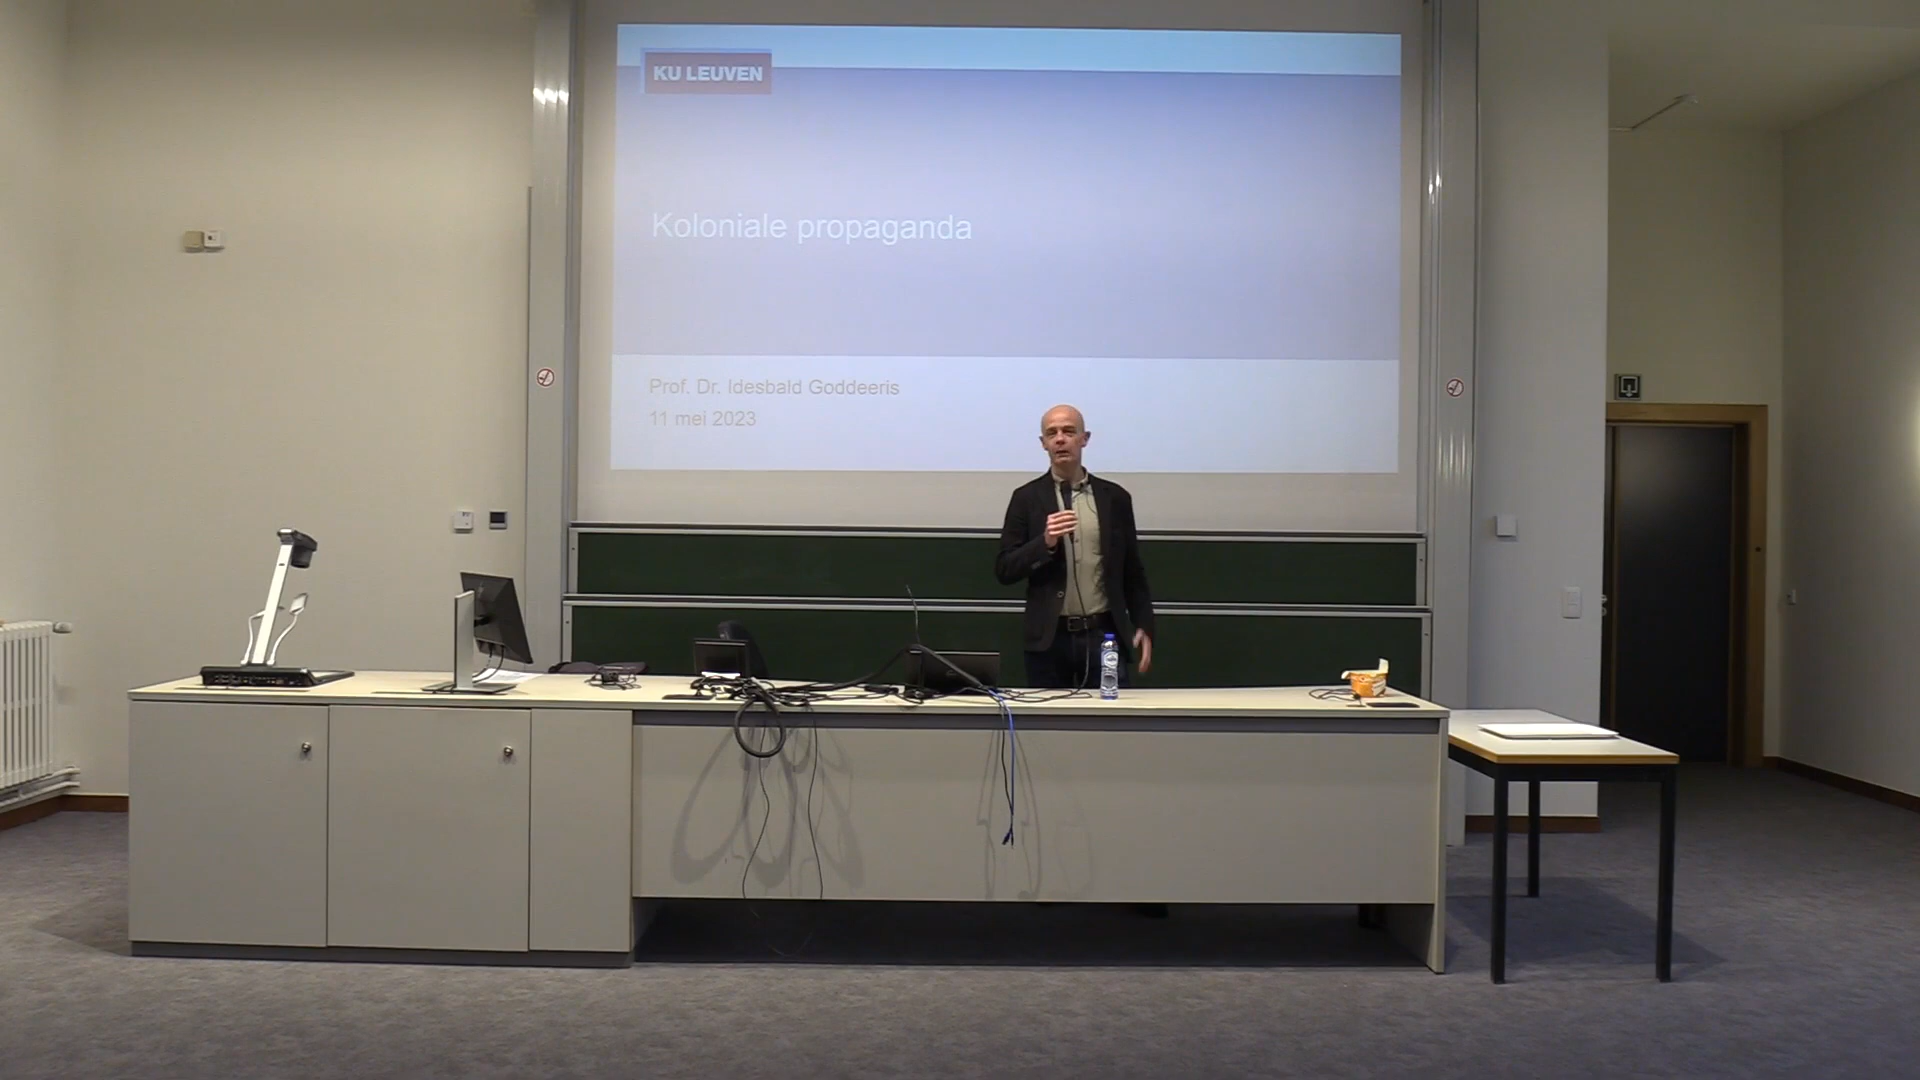 KU LEUVEN
Koloniale propaganda
Prof. Dr. Idesbald Goddeeris
11 mei 2023